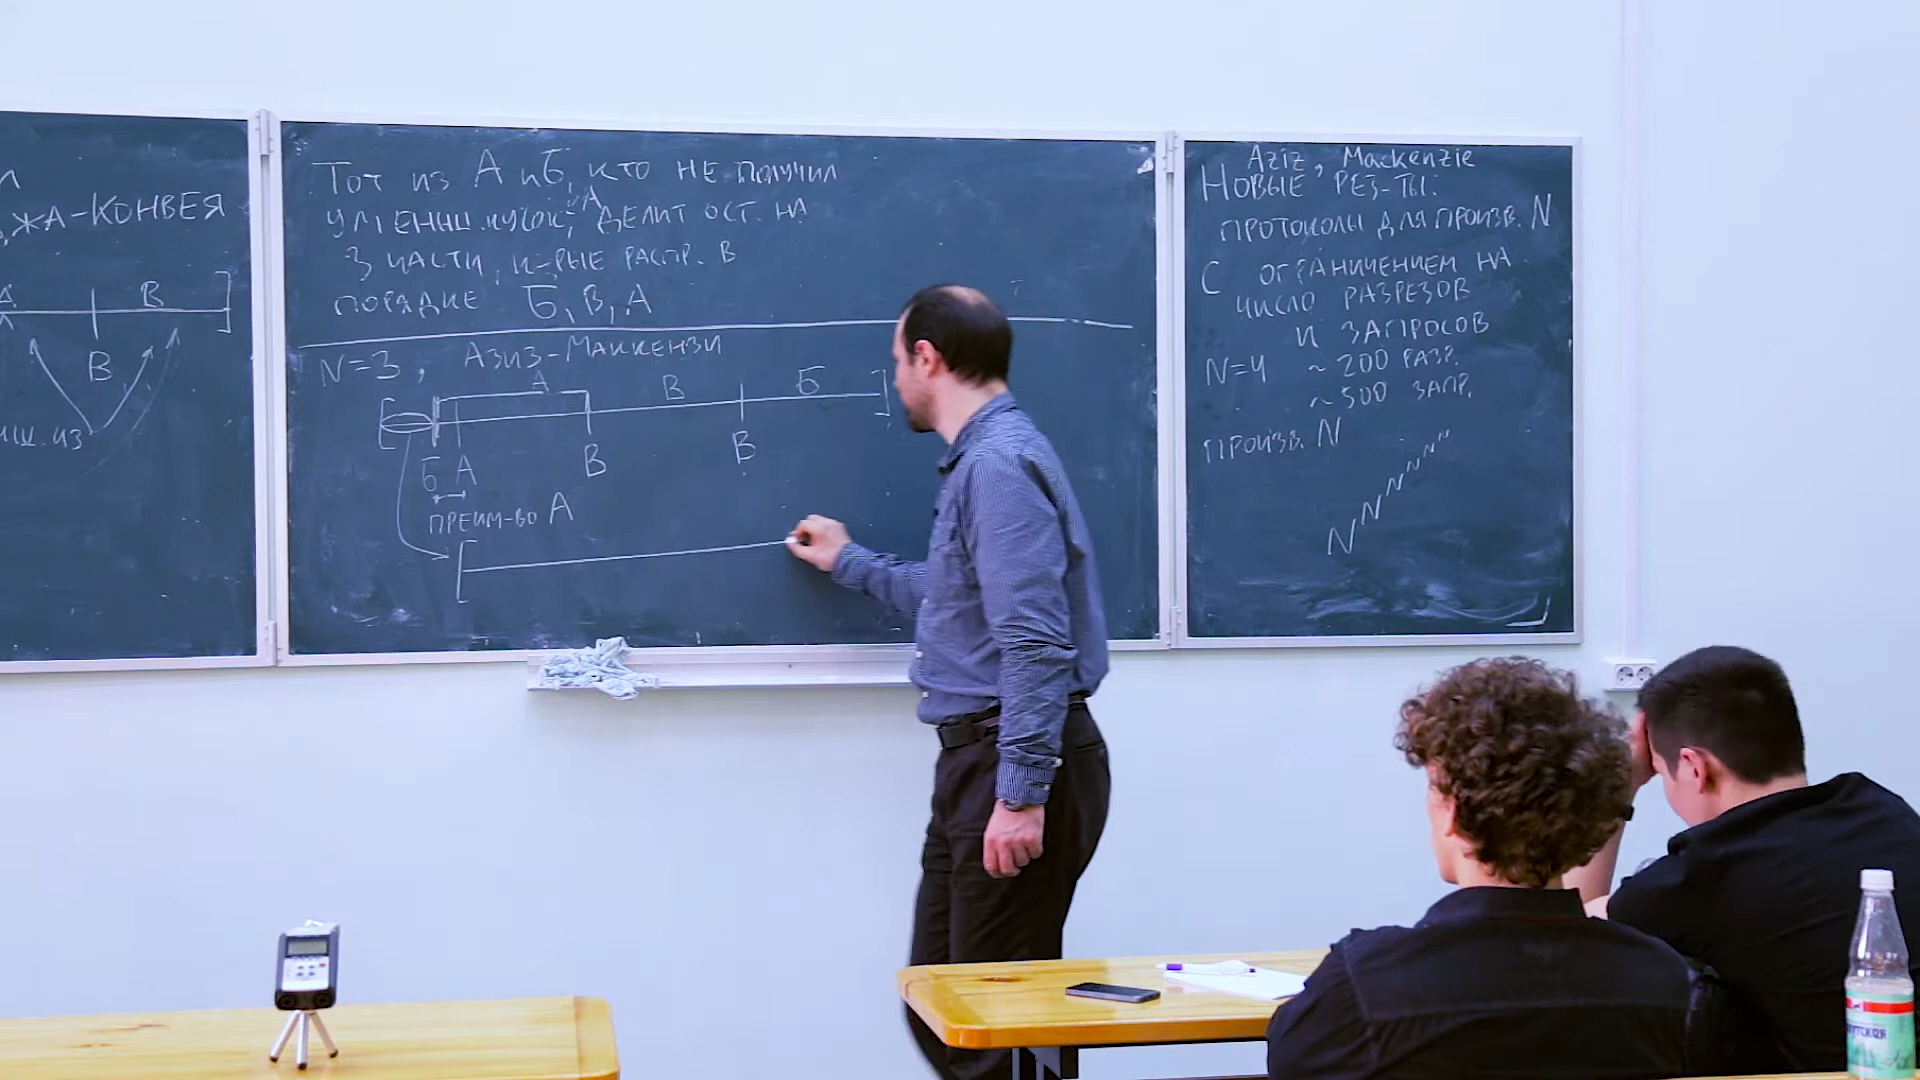 ЖА-КОНВЕЯ
В
В
Тот из А и Б, кто не получил
уменьш. кусок, делит ост. на
А
3 части, к-рые распр. в
порядке Б, В, А
N=3, Азиз-Маккензи
А В Б
Б А В В
преим-во А
Aziz, Mackenzie
Новые рез-ты:
протоколы для произв. N
с ограничением на
число разрезов
и запросов
N=4 ~200 разр.
~500 запр.
произв. N
N N N N N N